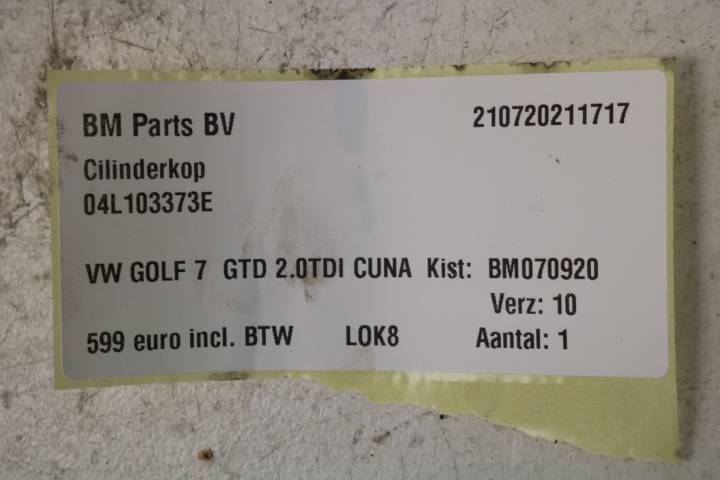 BM Parts BV 210720211717
Cilinderkop
04L103373E
VW GOLF 7 GTD 2.0TDI CUNA Kist: BM070920
Verz: 10
599 euro incl. BTW LOK8 Aantal: 1